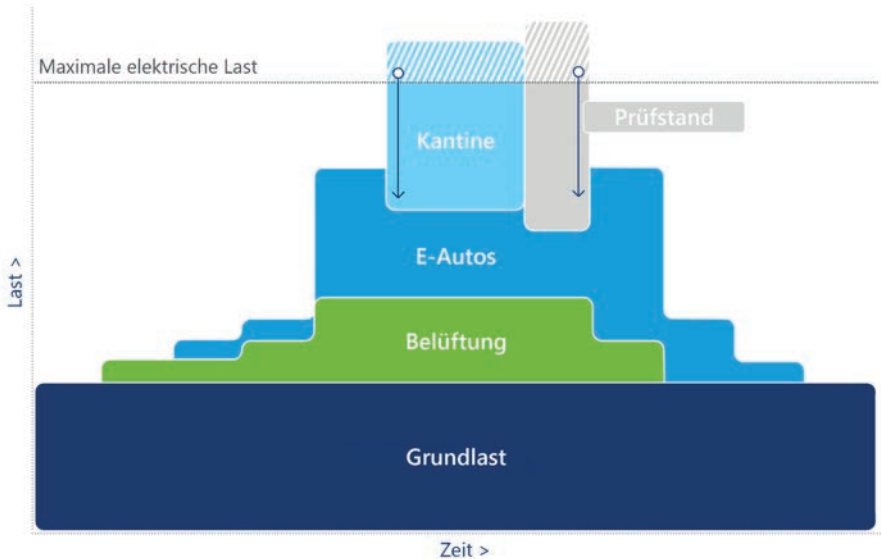 Maximale elektrische Last
Prüfstand
Kantine
E-Autos
Last >
Belüftung
Grundlast
Zeit >